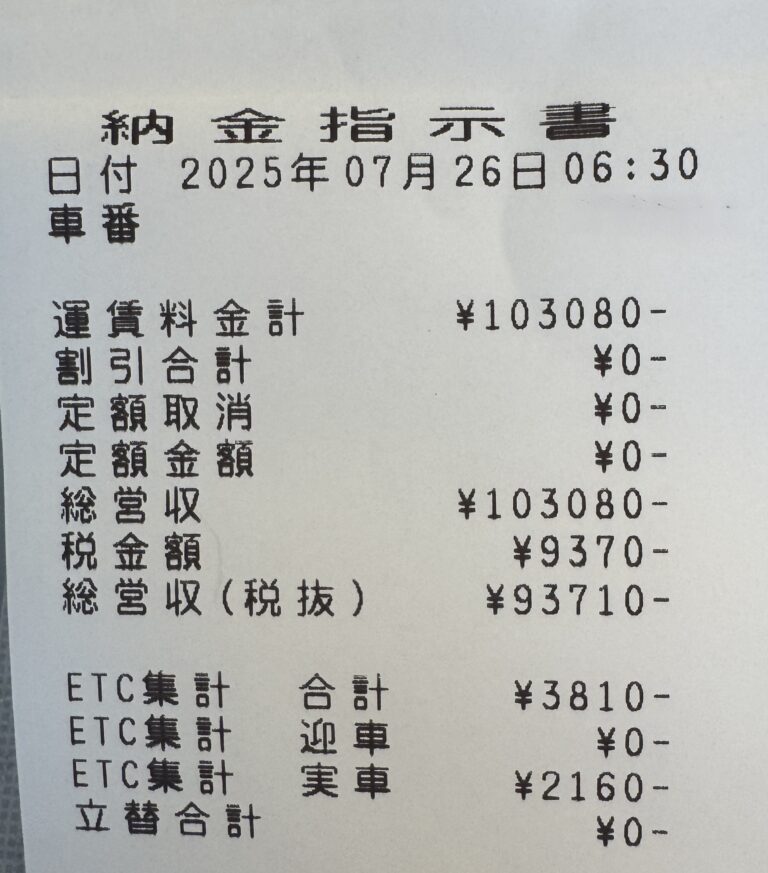 納金指示書
日付 2025年07月26日 06:30
車番
運賃料金計 ¥103080-
割引合計 ¥0-
定額取消 ¥0-
定額金額 ¥0-
総営収 ¥103080-
税金額 ¥9370-
総営収(税抜) ¥93710-
ETC集計 合計 ¥3810-
ETC集計 迎車 ¥0-
ETC集計 実車 ¥2160-
立替合計 ¥0-